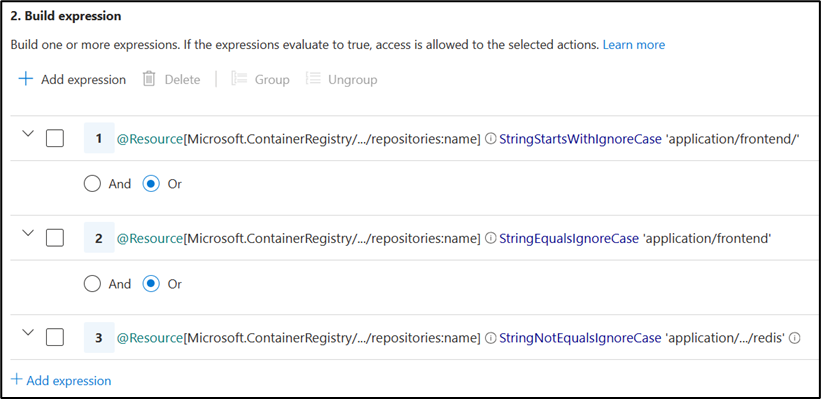 2. Build expression
Build one or more expressions. If the expressions evaluate to true, access is allowed to the selected actions. Learn more
Add expression Delete Group Ungroup
1 @Resource[Microsoft.ContainerRegistry/.../repositories:name] StringStartsWithIgnoreCase 'application/frontend/'
And Or
2 @Resource[Microsoft.ContainerRegistry/.../repositories:name] StringEqualsIgnoreCase 'application/frontend'
And Or
3 @Resource[Microsoft.ContainerRegistry/.../repositories:name] StringNotEqualsIgnoreCase 'application/.../redis'
Add expression